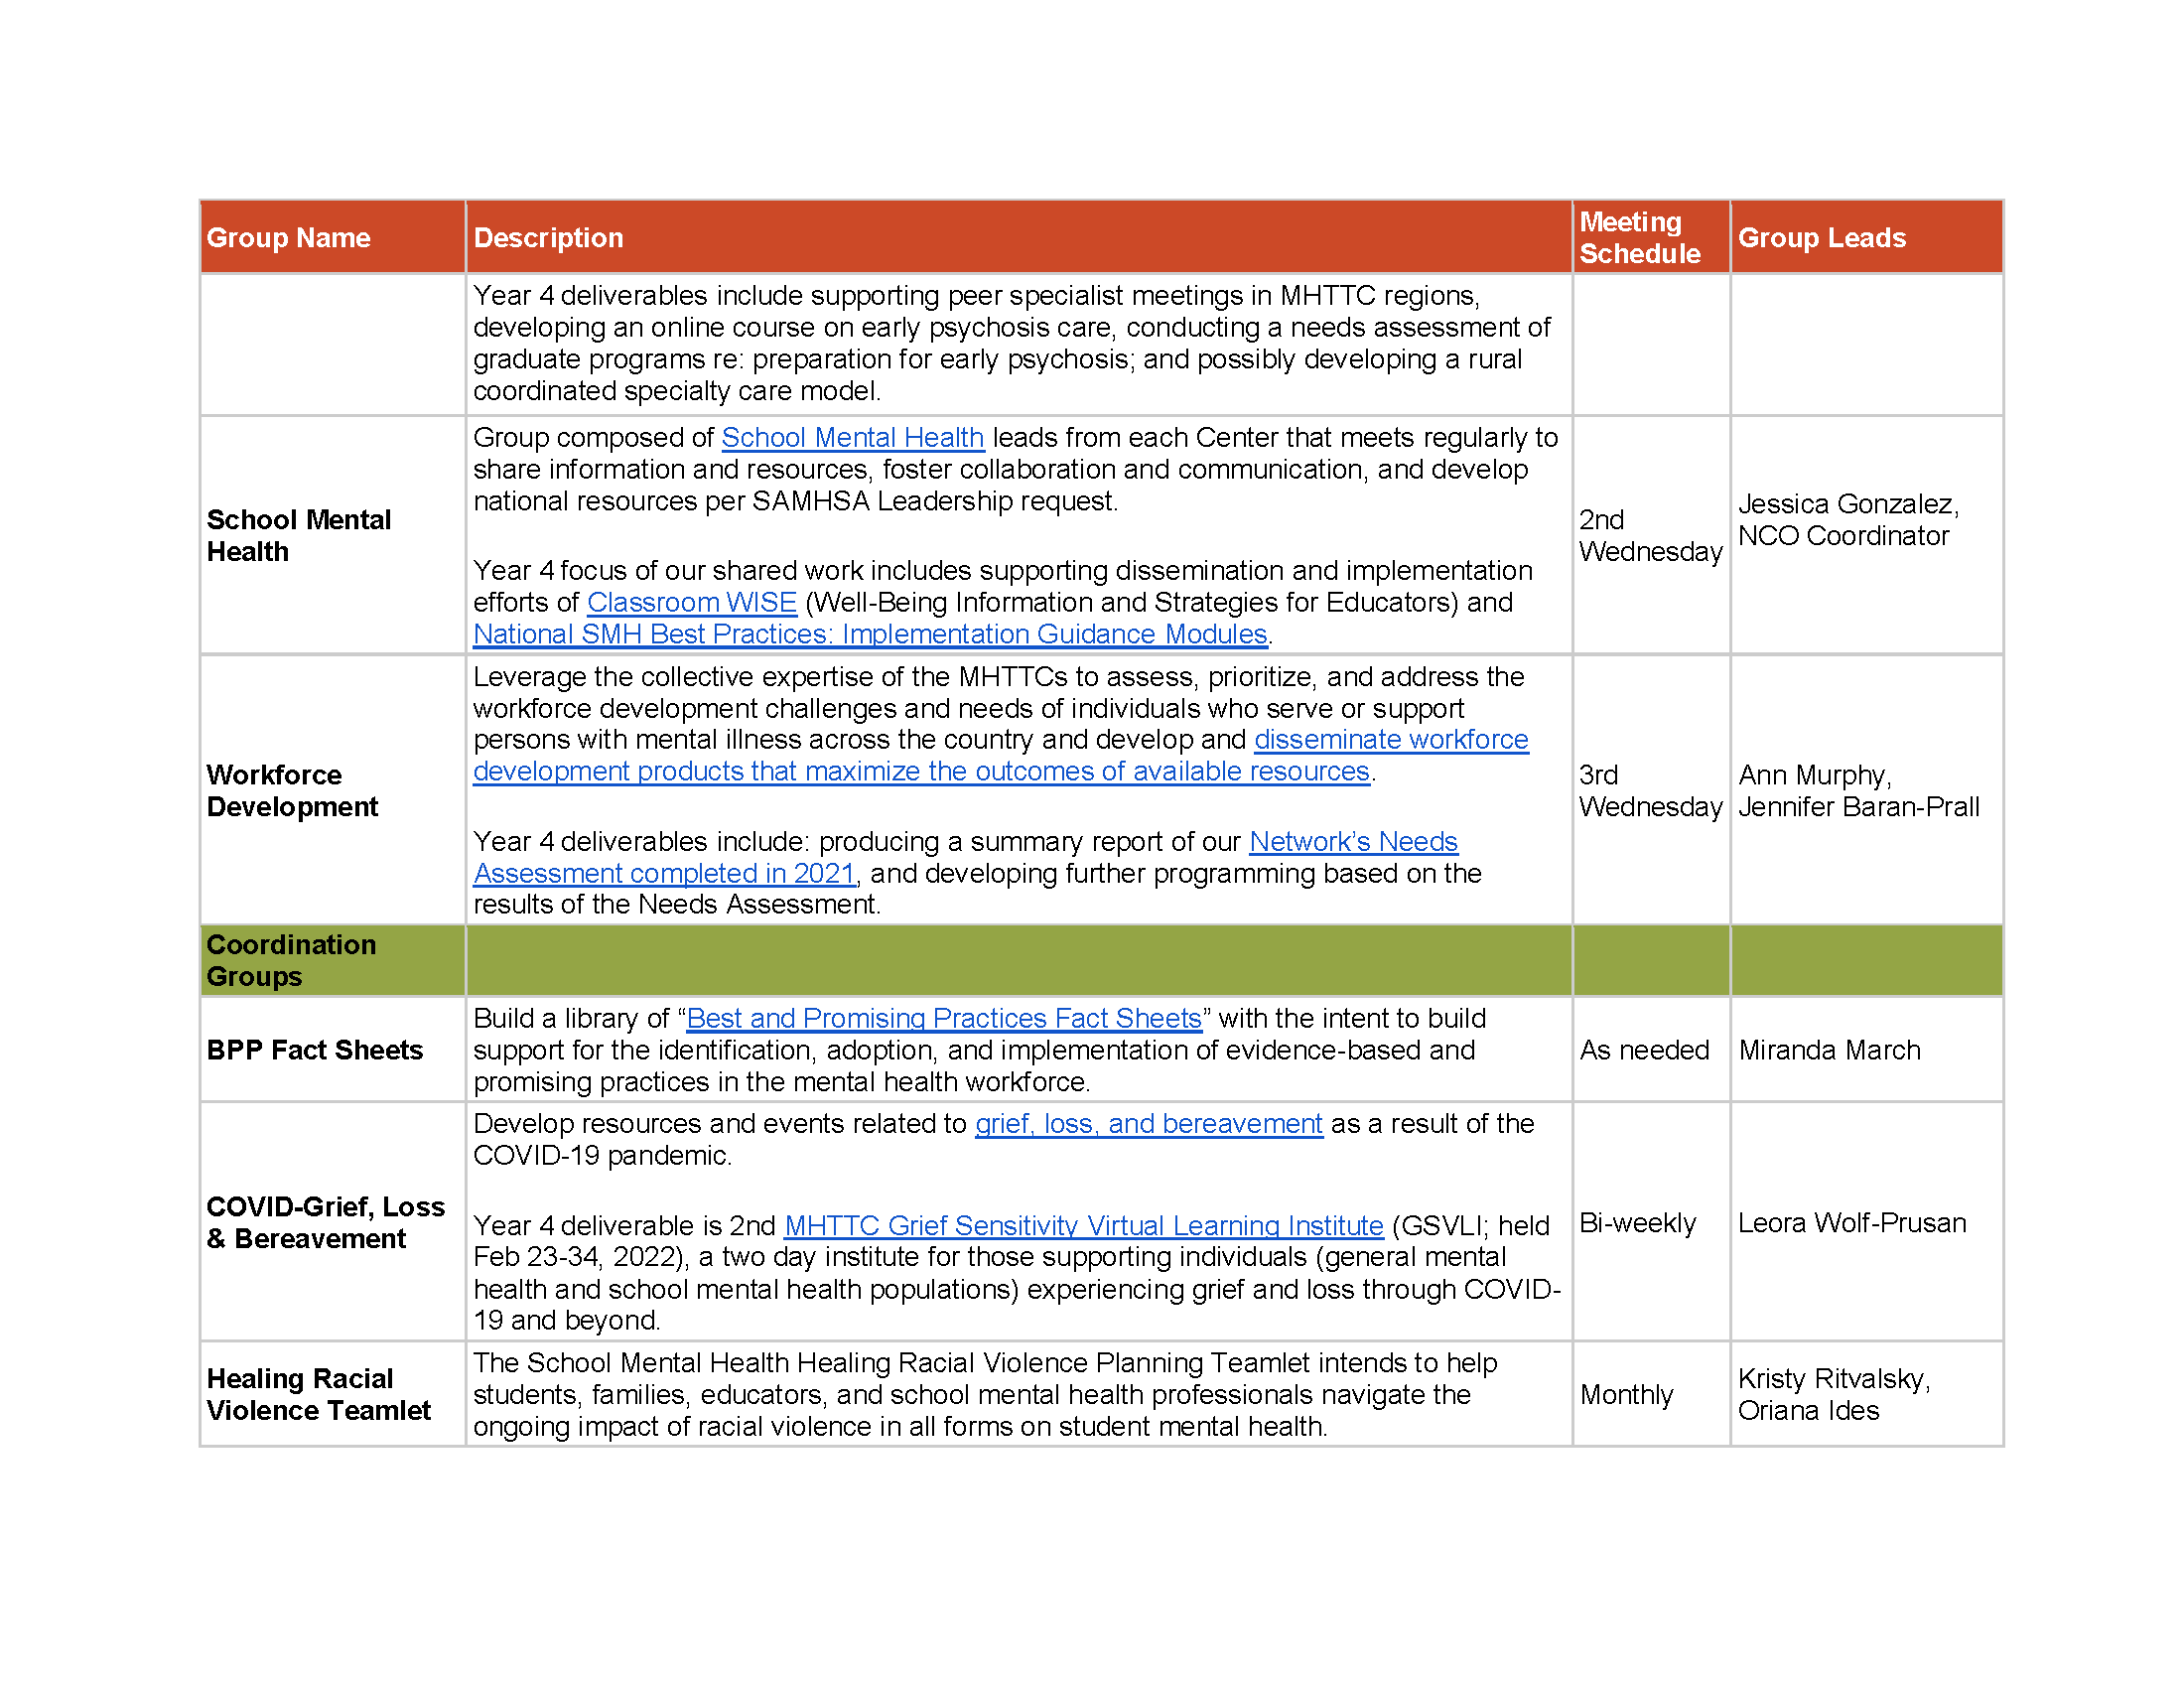 Group Name
Description
Meeting
Schedule
Group Leads
Year 4 deliverables include supporting peer specialist meetings in MHTTC regions,
developing an online course on early psychosis care, conducting a needs assessment of
graduate programs re: preparation for early psychosis; and possibly developing a rural
coordinated specialty care model.
School Mental
Health
Group composed of School Mental Health leads from each Center that meets regularly to
share information and resources, foster collaboration and communication, and develop
national resources per SAMHSA Leadership request.
Year 4 focus of our shared work includes supporting dissemination and implementation
efforts of Classroom WISE (Well-Being Information and Strategies for Educators) and
National SMH Best Practices: Implementation Guidance Modules.
2nd
Wednesday
Jessica Gonzalez,
NCO Coordinator
Workforce
Development
Leverage the collective expertise of the MHTTCs to assess, prioritize, and address the
workforce development challenges and needs of individuals who serve or support
persons with mental illness across the country and develop and disseminate workforce
development products that maximize the outcomes of available resources.
Year 4 deliverables include: producing a summary report of our Network’s Needs
Assessment completed in 2021, and developing further programming based on the
results of the Needs Assessment.
3rd
Wednesday
Ann Murphy,
Jennifer Baran-Prall
Coordination
Groups
BPP Fact Sheets
Build a library of “Best and Promising Practices Fact Sheets” with the intent to build
support for the identification, adoption, and implementation of evidence-based and
promising practices in the mental health workforce.
As needed
Miranda March
COVID-Grief, Loss
& Bereavement
Develop resources and events related to grief, loss, and bereavement as a result of the
COVID-19 pandemic.
Year 4 deliverable is 2nd MHTTC Grief Sensitivity Virtual Learning Institute (GSVLI; held
Feb 23-34, 2022), a two day institute for those supporting individuals (general mental
health and school mental health populations) experiencing grief and loss through COVID-
19 and beyond.
Bi-weekly
Leora Wolf-Prusan
Healing Racial
Violence Teamlet
The School Mental Health Healing Racial Violence Planning Teamlet intends to help
students, families, educators, and school mental health professionals navigate the
ongoing impact of racial violence in all forms on student mental health.
Monthly
Kristy Ritvalsky,
Oriana Ides